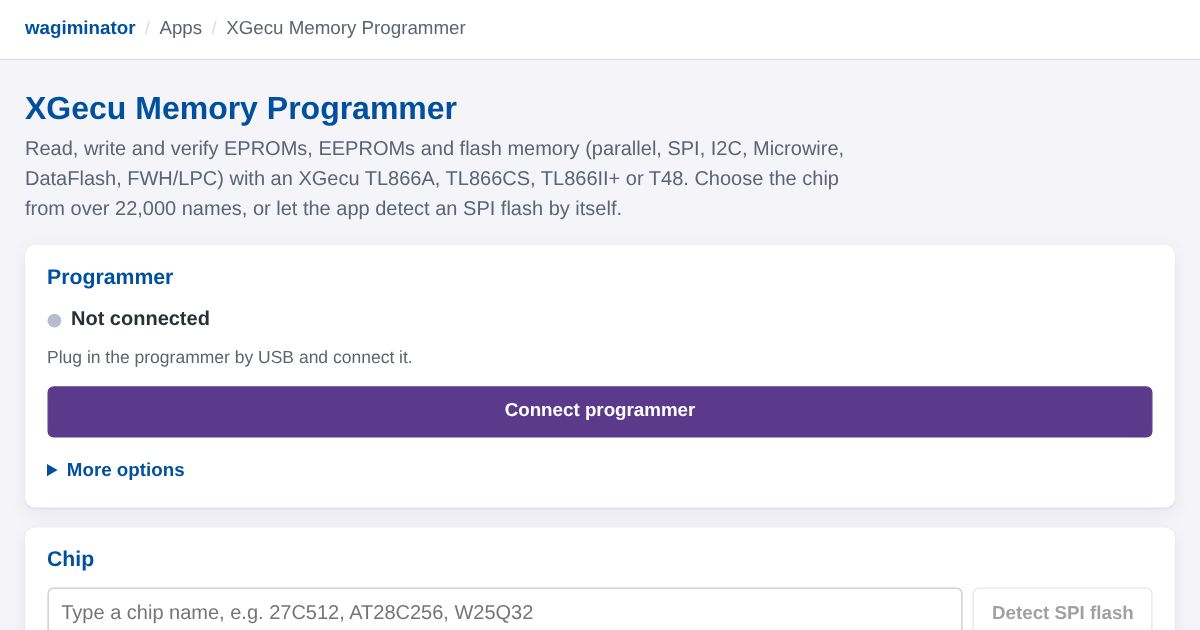 wagiminator / Apps / XGecu Memory Programmer
XGecu Memory Programmer
Read, write and verify EPROMs, EEPROMs and flash memory (parallel, SPI, I2C, Microwire,
DataFlash, FWH/LPC) with an XGecu TL866A, TL866CS, TL866II+ or T48. Choose the chip
from over 22,000 names, or let the app detect an SPI flash by itself.
Programmer
Not connected
Plug in the programmer by USB and connect it.
Connect programmer
More options
Chip
Type a chip name, e.g. 27C512, AT28C256, W25Q32
Detect SPI flash